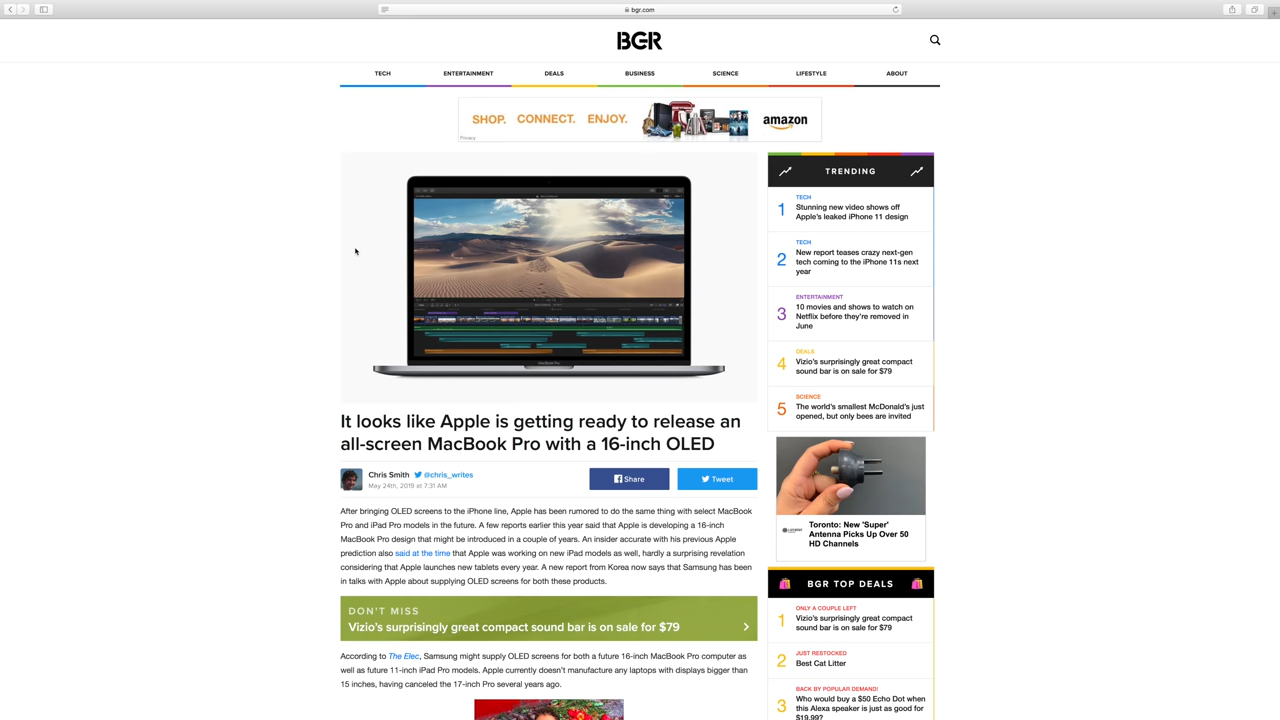 bgr.com
BGR
TECH
ENTERTAINMENT
DEALS
BUSINESS
SCIENCE
LIFESTYLE
ABOUT
SHOP. CONNECT. ENJOY.
amazon
Privacy
MacBook Pro
It looks like Apple is getting ready to release an
all-screen MacBook Pro with a 16-inch OLED
Chris Smith @chris_writes
May 24th, 2019 at 7:31 AM
Share
Tweet
After bringing OLED screens to the iPhone line, Apple has been rumored to do the same thing with select MacBook
Pro and iPad Pro models in the future. A few reports earlier this year said that Apple is developing a 16-inch
MacBook Pro design that might be introduced in a couple of years. An insider accurate with his previous Apple
prediction also said at the time that Apple was working on new iPad models as well, hardly a surprising revelation
considering that Apple launches new tablets every year. A new report from Korea now says that Samsung has been
in talks with Apple about supplying OLED screens for both these products.
DON'T MISS
Vizio's surprisingly great compact sound bar is on sale for $79
According to The Elec, Samsung might supply OLED screens for both a future 16-inch MacBook Pro computer as
well as future 11-inch iPad Pro models. Apple currently doesn't manufacture any laptops with displays bigger than
15 inches, having canceled the 17-inch Pro several years ago.
TRENDING
1
TECH
Stunning new video shows off
Apple's leaked iPhone 11 design
2
TECH
New report teases crazy next-gen
tech coming to the iPhone 11s next
year
3
ENTERTAINMENT
10 movies and shows to watch on
Netflix before they're removed in
June
4
DEALS
Vizio's surprisingly great compact
sound bar is on sale for $79
5
SCIENCE
The world's smallest McDonald's just
opened, but only bees are invited
Toronto: New 'Super'
Antenna Picks Up Over 50
HD Channels
BGR TOP DEALS
1
ONLY A COUPLE LEFT
Vizio's surprisingly great compact
sound bar is on sale for $79
2
JUST RESTOCKED
Best Cat Litter
3
BACK BY POPULAR DEMAND!
Who would buy a $50 Echo Dot when
this Alexa speaker is just as good for
$19.99?